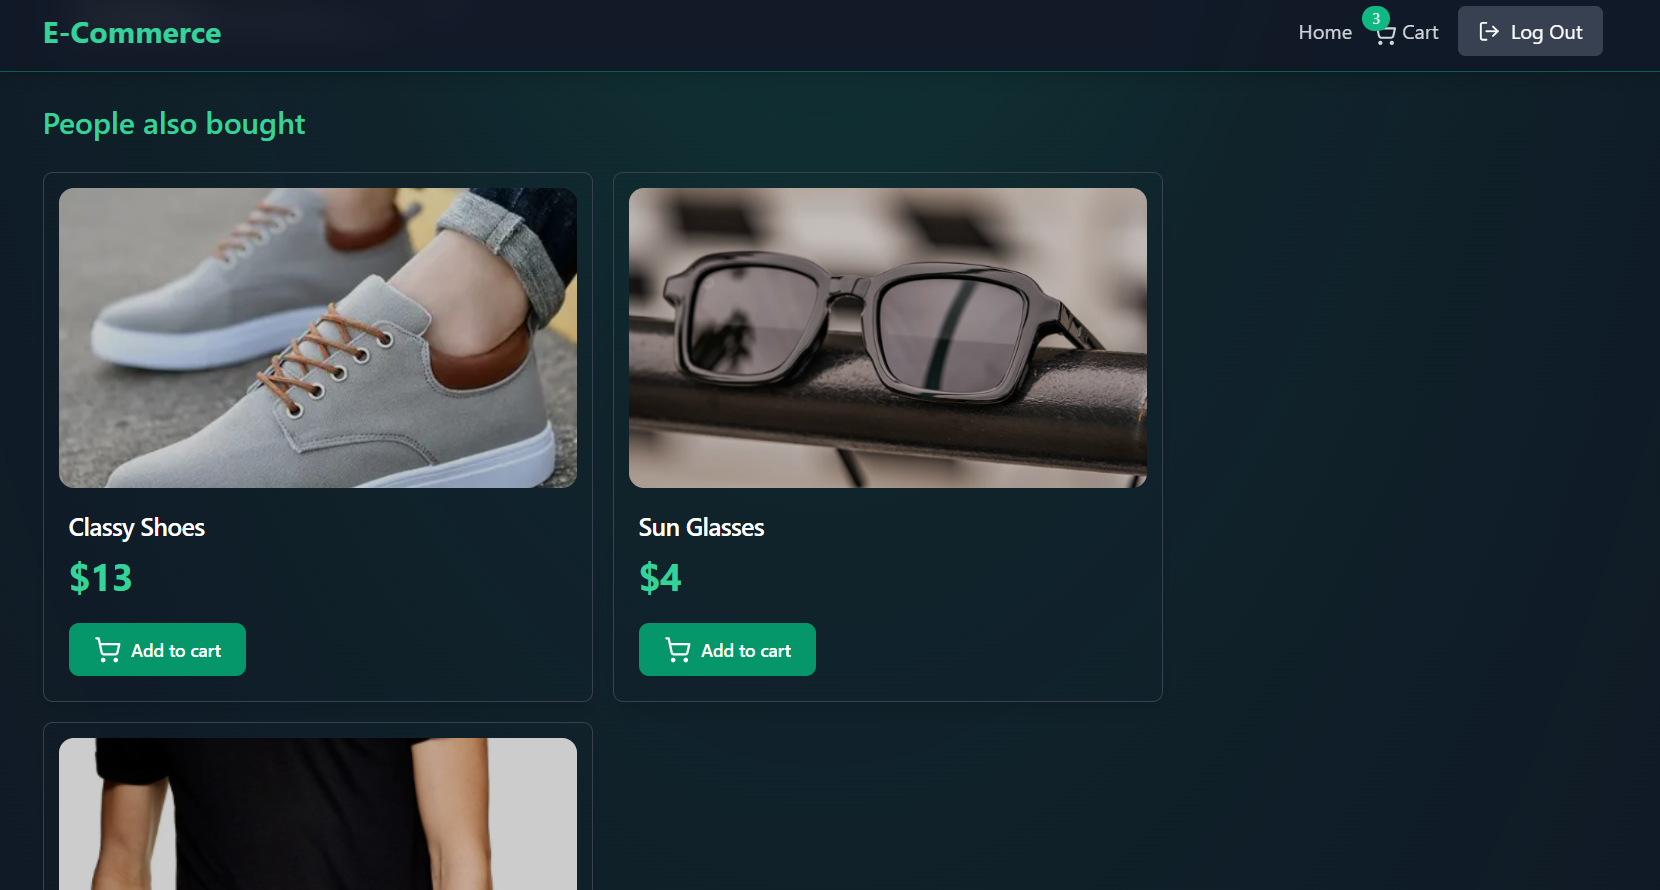 E-Commerce
Home
3
Cart
Log Out
People also bought
Classy Shoes
$13
Add to cart
Sun Glasses
$4
Add to cart